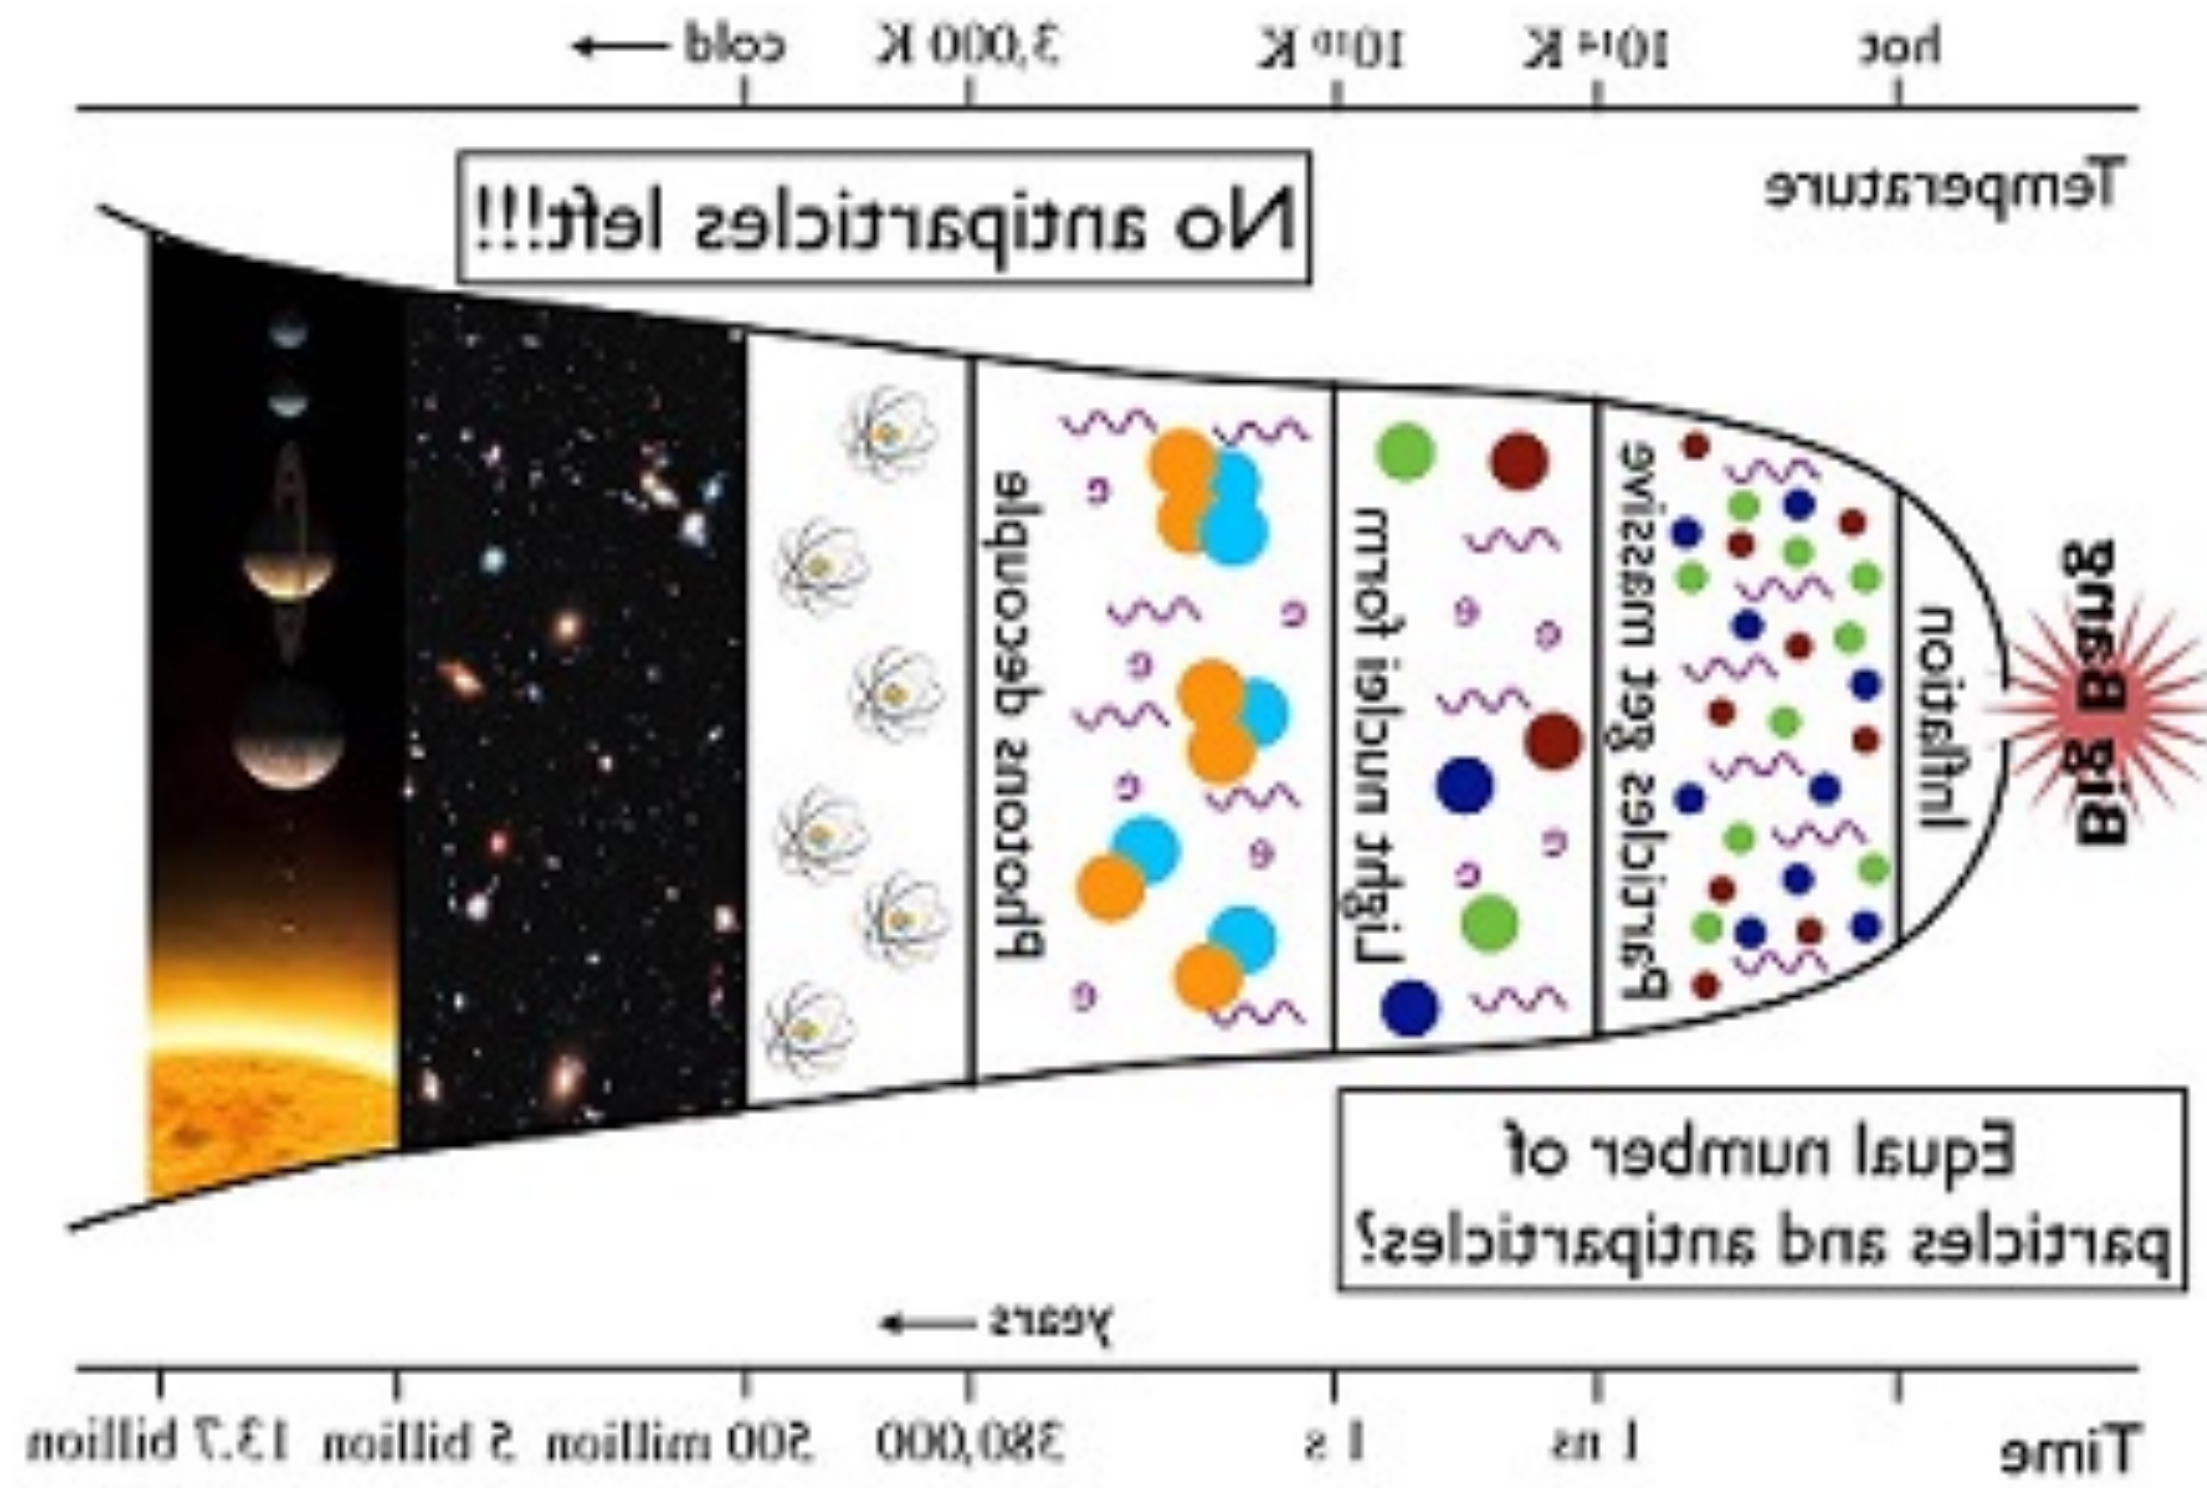 hot 10¹⁴ K 10¹⁰ K 3,000 K cold
Temperature
No antiparticles left!!!!
Big Bang
Inflation
Particles get massive
Light nuclei form
Photons decouple
e
e
e
e
e
e
e
e
e
e
e
Equal number of
particles and antiparticles?
years
Time 1 ns 1 s 380,000 500 million 5 billion 13.7 billion